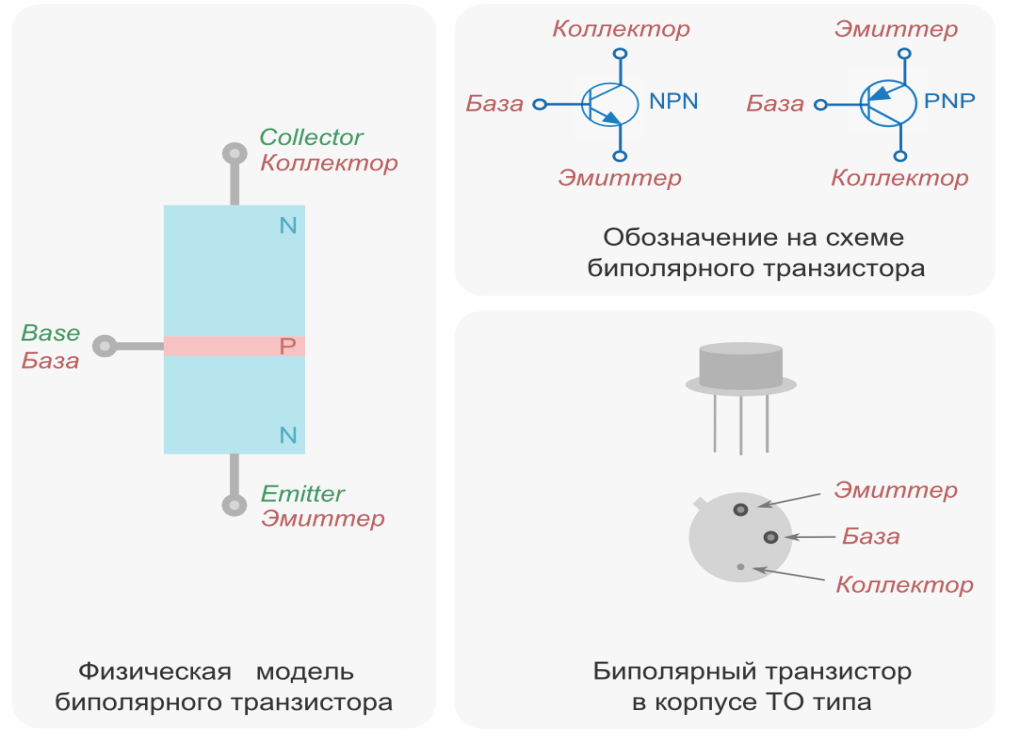 Collector
Коллектор
N
Base
База
P
N
Emitter
Эмиттер
Физическая модель
биполярного транзистора
Коллектор
База
NPN
Эмиттер
Эмиттер
База
PNP
Коллектор
Обозначение на схеме
биполярного транзистора
Эмиттер
База
Коллектор
Биполярный транзистор
в корпусе ТО типа